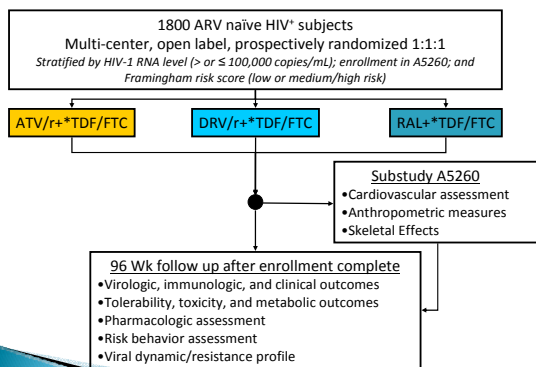 1800 ARV naïve HIV⁺ subjects
Multi-center, open label, prospectively randomized 1:1:1
Stratified by HIV-1 RNA level (> or ≤ 100,000 copies/mL); enrollment in A5260; and
Framingham risk score (low or medium/high risk)
ATV/r+*TDF/FTC
DRV/r+*TDF/FTC
RAL+*TDF/FTC
Substudy A5260
•Cardiovascular assessment
•Anthropometric measures
•Skeletal Effects
96 Wk follow up after enrollment complete
•Virologic, immunologic, and clinical outcomes
•Tolerability, toxicity, and metabolic outcomes
•Pharmacologic assessment
•Risk behavior assessment
•Viral dynamic/resistance profile